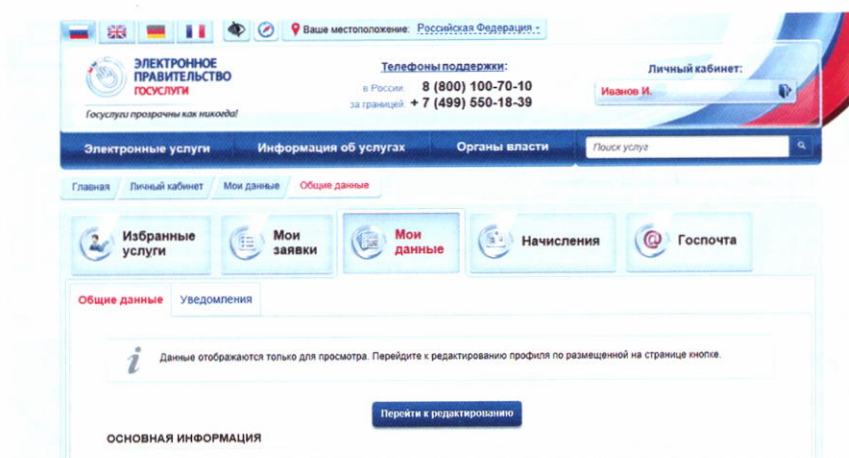 Ваше местоположение: Российская Федерация
ЭЛЕКТРОННОЕ
ПРАВИТЕЛЬСТВО
ГОСУСЛУГИ
Госуслуги прозрачны как никогда!
Телефоны поддержки:
в России: 8 (800) 100-70-10
за границей: + 7 (499) 550-18-39
Личный кабинет:
Иванов И.
Электронные услуги Информация об услугах Органы власти Поиск услуг
Главная Личный кабинет Мои данные Общие данные
Избранные
услуги
Мои
заявки
Мои
данные
Начисления
@ Госпочта
Общие данные Уведомления
i Данные отображаются только для просмотра. Перейдите к редактированию профиля по размещенной на странице кнопке.
Перейти к редактированию
ОСНОВНАЯ ИНФОРМАЦИЯ